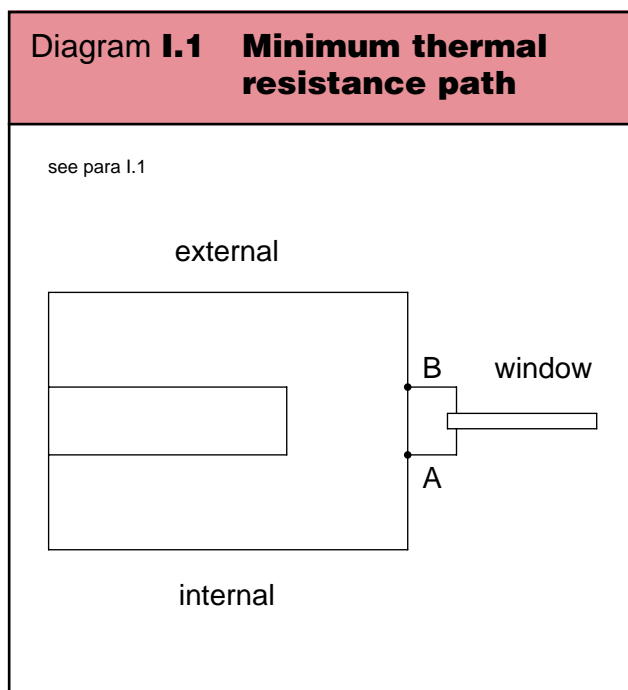 Diagram I.1 Minimum thermal
resistance path
see para I.1
external
B
window
A
internal